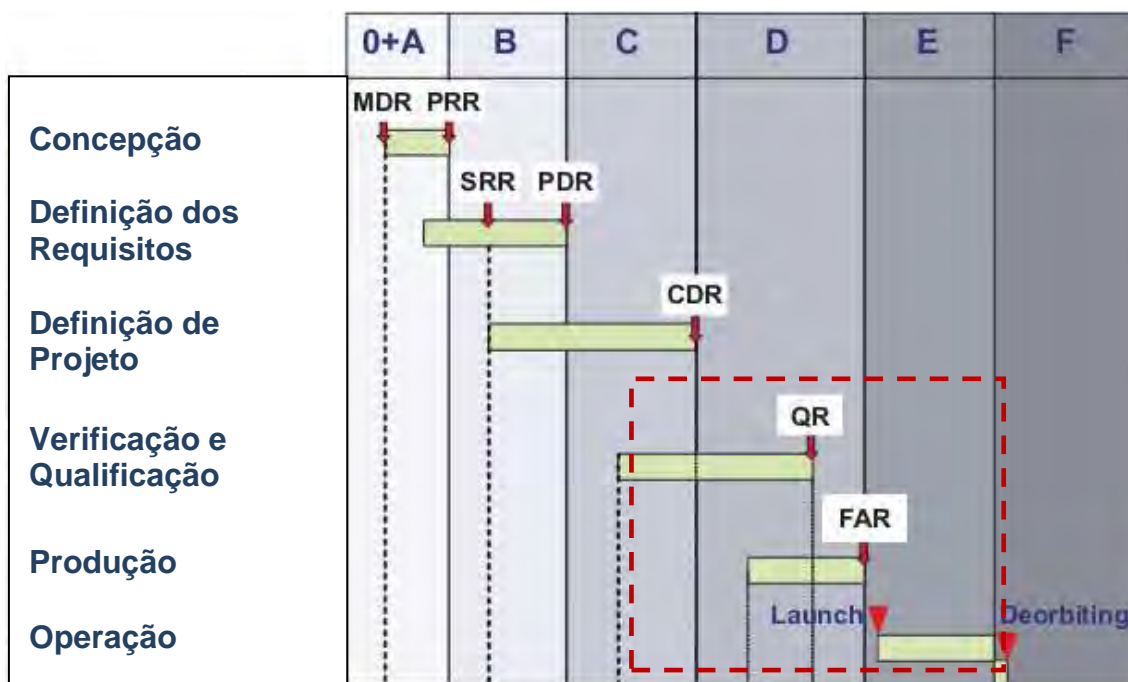 0+A B C D E F
MDR PRR
Concepção
SRR PDR
Definição dos
Requisitos
CDR
Definição de
Projeto
QR
Verificação e
Qualificação
FAR
Produção
Launch Deorbiting
Operação